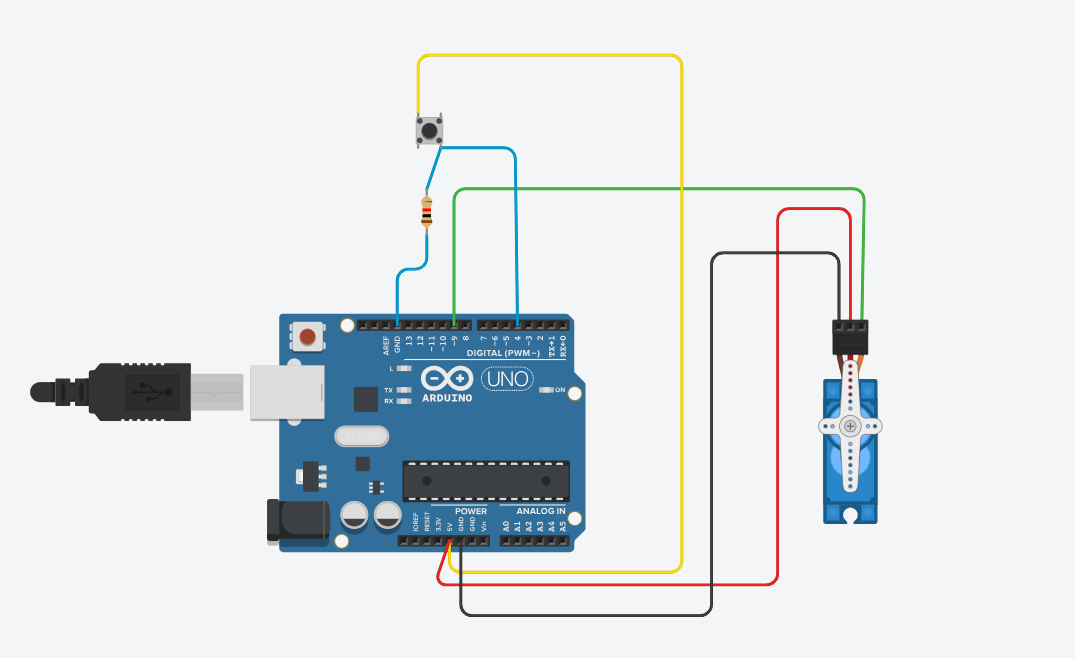 AREF
GND
13
12
~11
~10
~9
8
7
~6
~5
4
~3
2
TX→1
RX←0
DIGITAL (PWM~)
L
TX
RX
UNO
ON
ARDUINO
POWER
ANALOG IN
IOREF
RESET
3.3V
5V
GND
GND
Vin
A0
A1
A2
A3
A4
A5